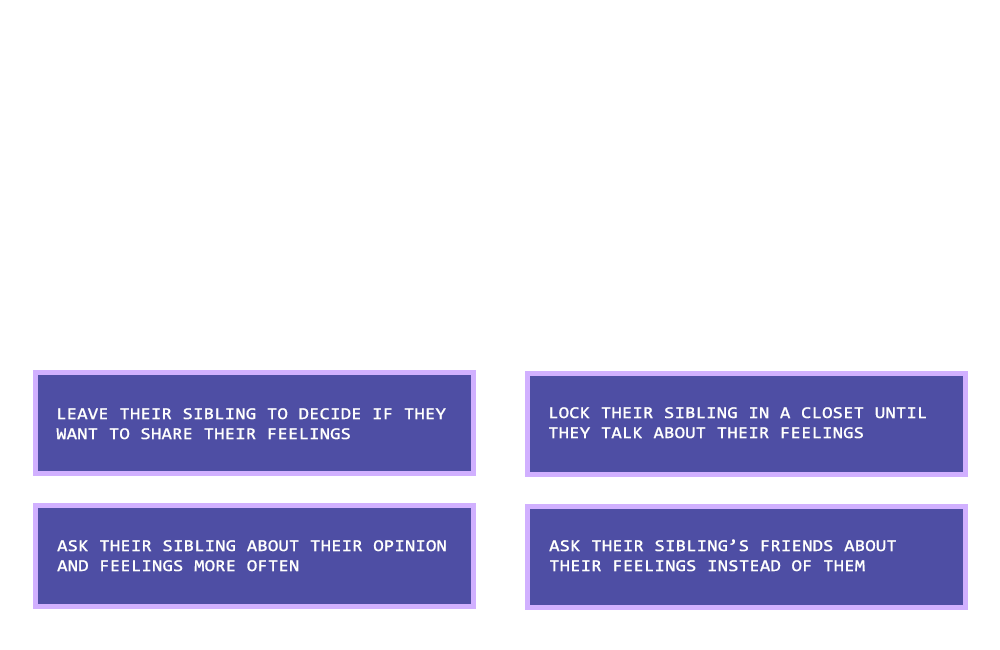 LEAVE THEIR SIBLING TO DECIDE IF THEY
WANT TO SHARE THEIR FEELINGS
LOCK THEIR SIBLING IN A CLOSET UNTIL
THEY TALK ABOUT THEIR FEELINGS
ASK THEIR SIBLING ABOUT THEIR OPINION
AND FEELINGS MORE OFTEN
ASK THEIR SIBLING’S FRIENDS ABOUT
THEIR FEELINGS INSTEAD OF THEM